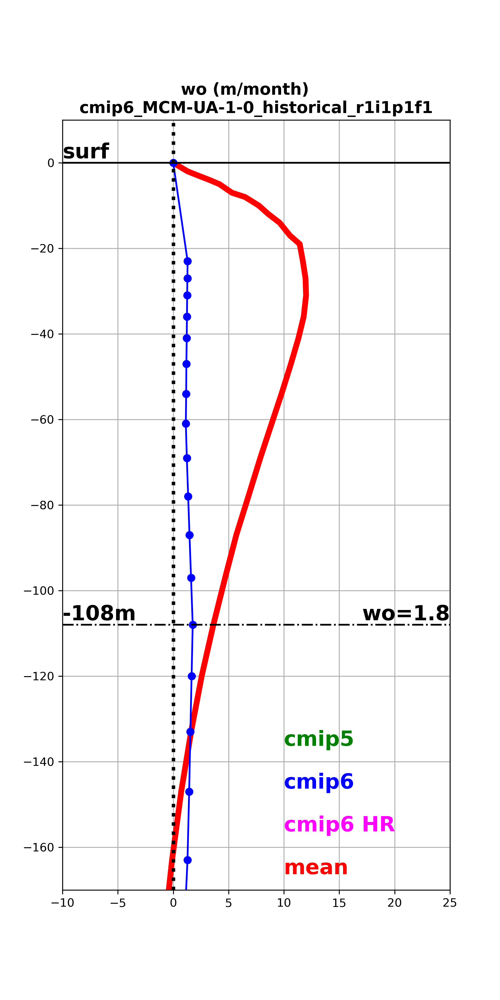 wo (m/month)
cmip6_MCM-UA-1-0_historical_r1i1p1f1
surf
0
−20
−40
−60
−80
−100
-108m wo=1.8
−120
cmip5
−140
cmip6
cmip6 HR
−160
mean
−10 −5 0 5 10 15 20 25